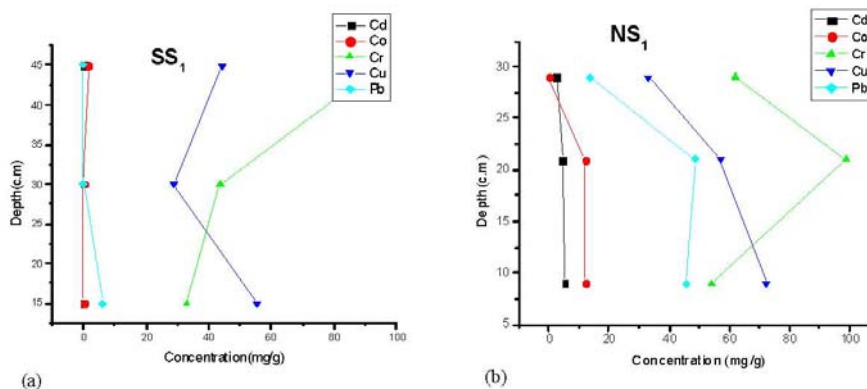 SS1
Cd
Co
Cr
Cu
Pb
45
40
35
30
25
20
15
Depth(c.m)
0
20
40
60
80
100
Concentration(mg/g)
(a)
NS1
Cd
Co
Cr
Cu
Pb
30
25
20
15
10
5
Depth(c.m)
0
20
40
60
80
100
Concentration (mg/g)
(b)